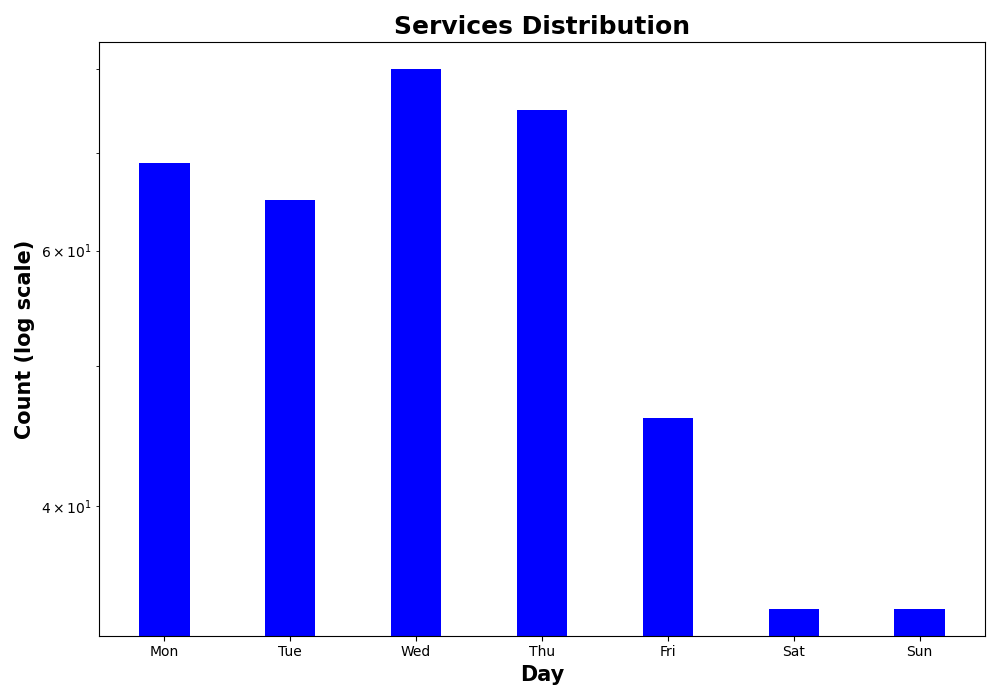 Services Distribution
Count (log scale)
6 × 10¹
4 × 10¹
Mon Tue Wed Thu Fri Sat Sun
Day